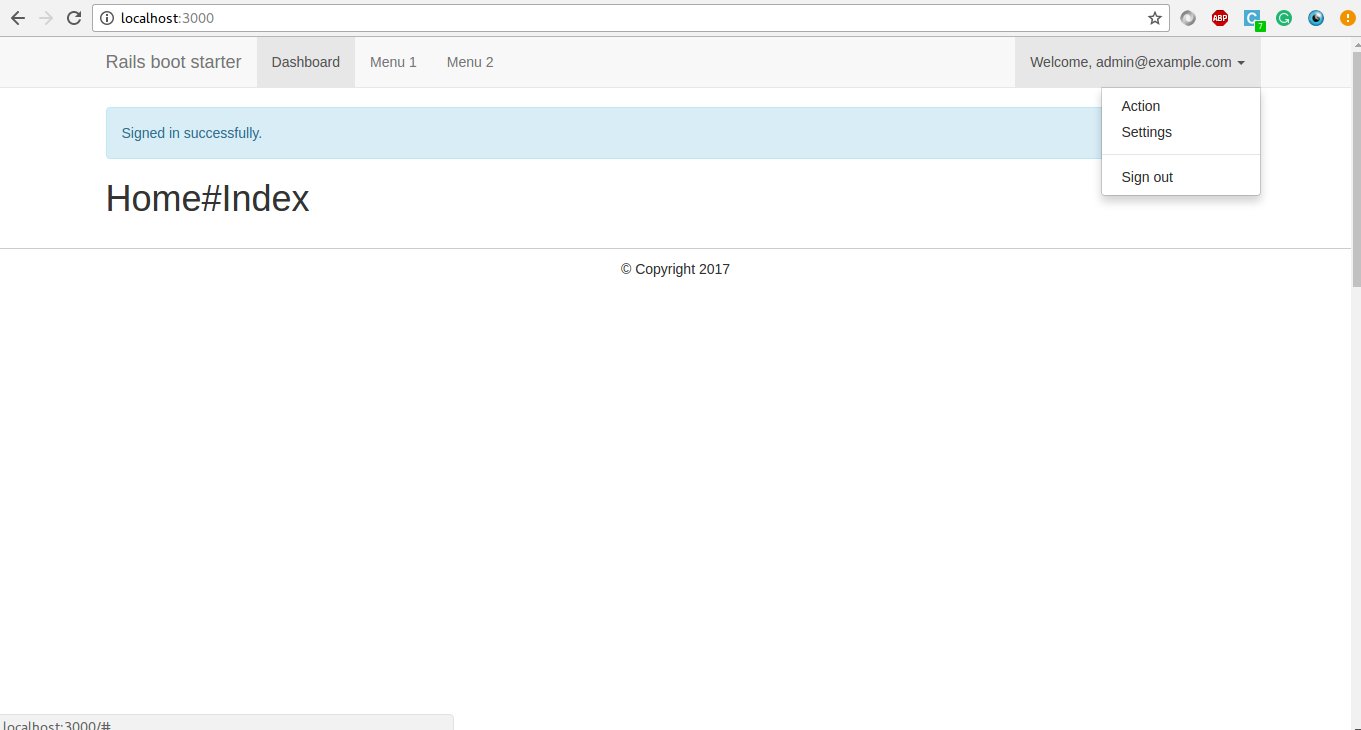 localhost:3000
ABP
C
7
Rails boot starter Dashboard Menu 1 Menu 2 Welcome, admin@example.com
Action
Signed in successfully.
Settings
Sign out
Home#Index
© Copyright 2017
localhost:3000/#